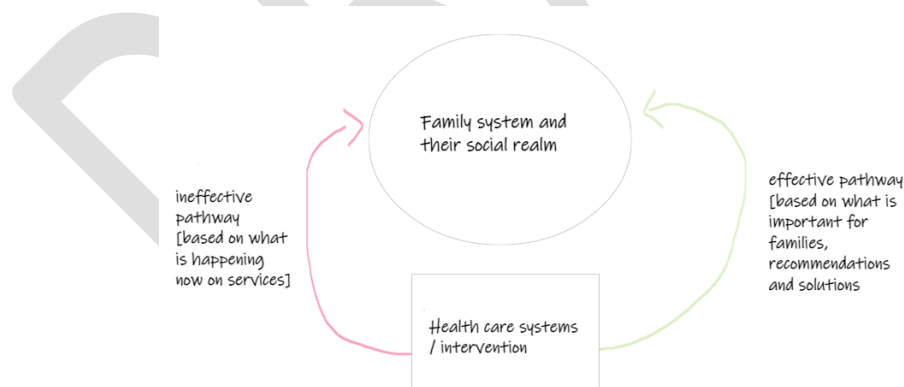 Family system and
their social realm
ineffective
pathway
[based on what
is happening
now on services]
effective pathway
[based on what is
important for
families,
recommendations
and solutions
Health care systems
/ intervention